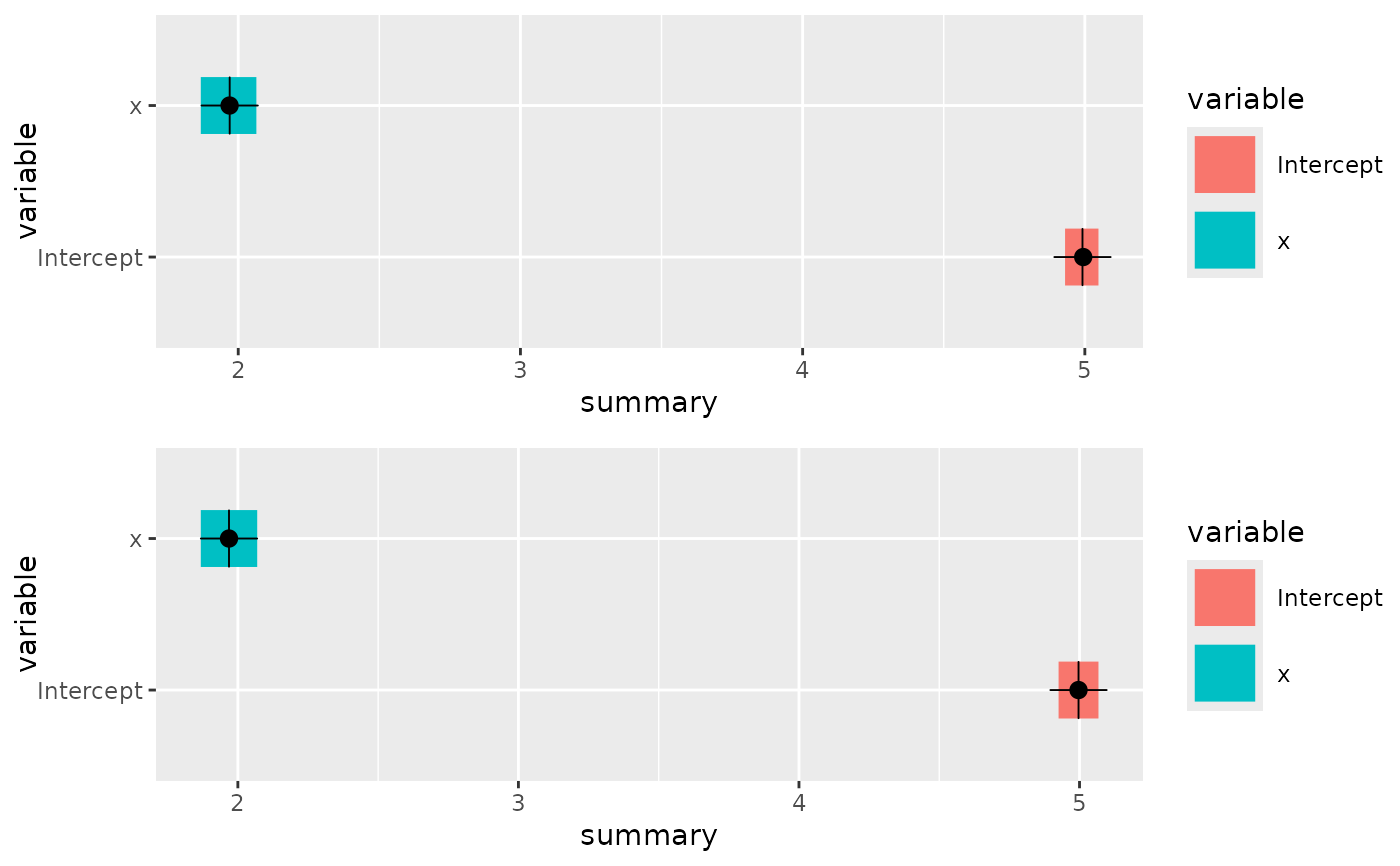 variable
x
Intercept
2 3 4 5
summary
variable
Intercept
x
variable
x
Intercept
2 3 4 5
summary
variable
Intercept
x